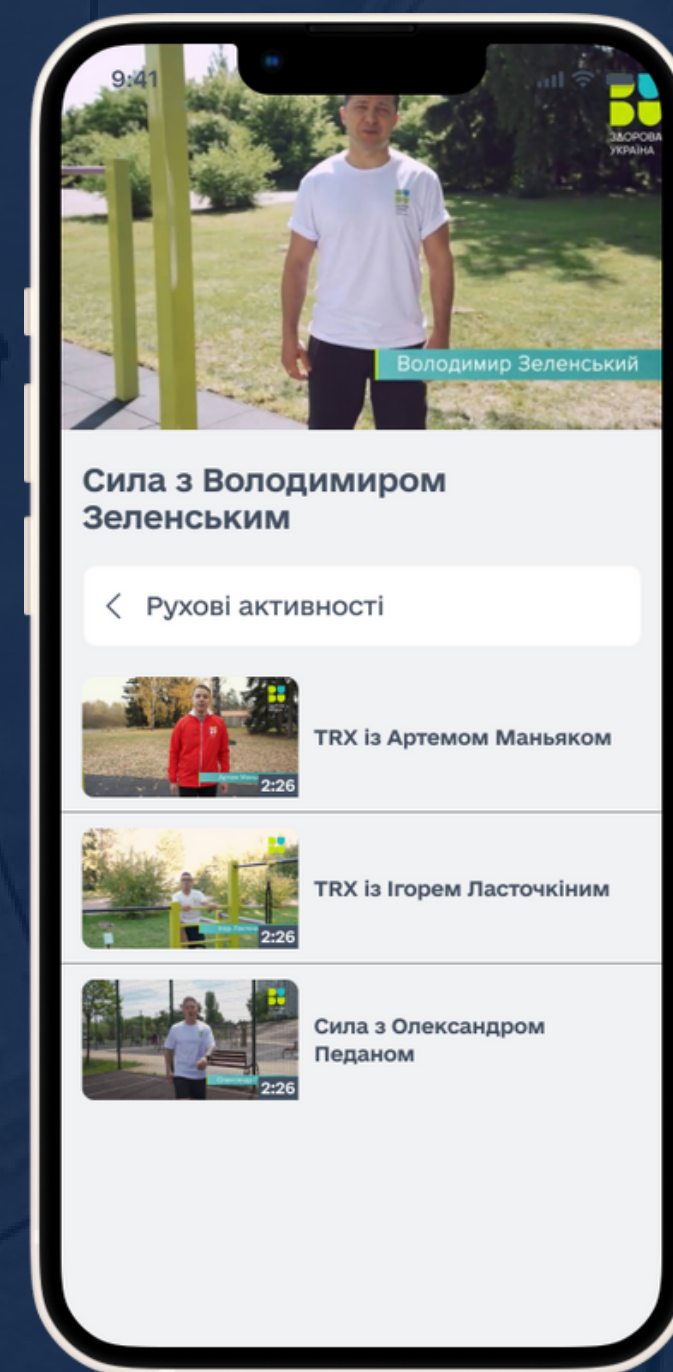 9:41
ЗДОРОВА
УКРАЇНА
Володимир Зеленський
Сила з Володимиром
Зеленським
Рухові активності
2:26
TRX із Артемом Маньяком
2:26
TRX із Ігорем Ласточкіним
2:26
Сила з Олександром
Педаном